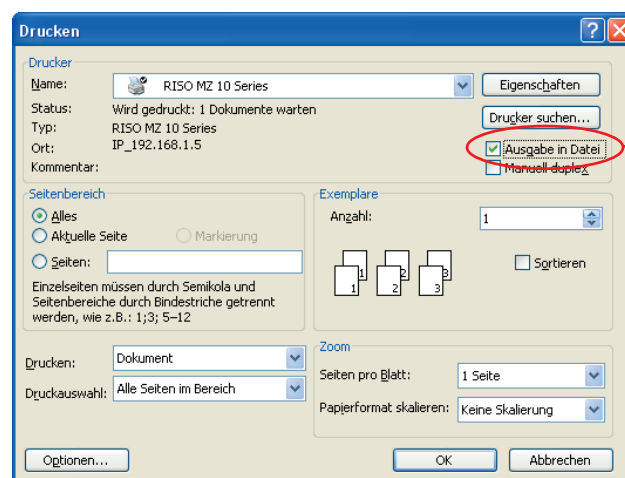 Drucken
Drucker
Name: RISO MZ 10 Series Eigenschaften
Status: Wird gedruckt: 1 Dokumente warten Drucker suchen...
Typ: RISO MZ 10 Series
Ort: IP_192.168.1.5 Ausgabe in Datei
Kommentar: Manuell duplex
Seitenbereich
Alles
Aktuelle Seite Markierung
Seiten:
Einzelseiten müssen durch Semikola und
Seitenbereiche durch Bindestriche getrennt
werden, wie z.B.: 1;3; 5–12
Exemplare
Anzahl: 1
1 1 2 2 3 3
Sortieren
Drucken: Dokument
Druckauswahl: Alle Seiten im Bereich
Zoom
Seiten pro Blatt: 1 Seite
Papierformat skalieren: Keine Skalierung
Optionen... OK Abbrechen